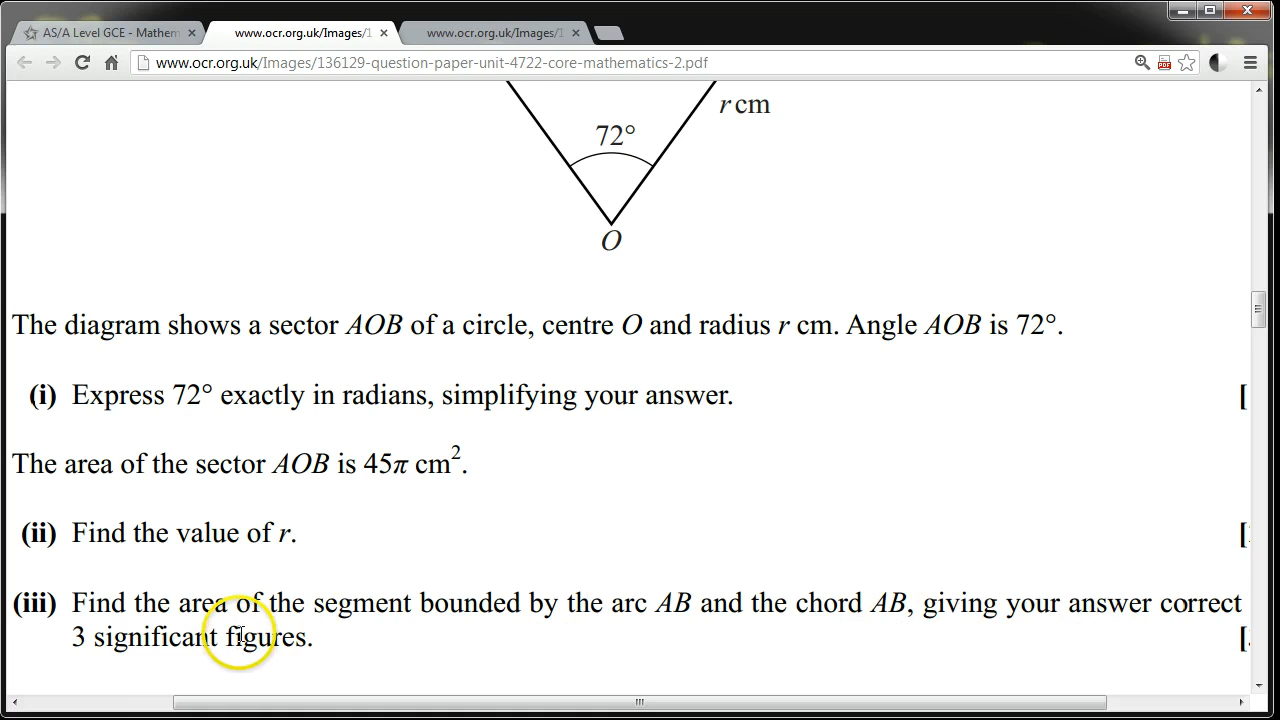 AS/A Level GCE - Mathem
www.ocr.org.uk/Images/1
www.ocr.org.uk/Images/1
www.ocr.org.uk/Images/136129-question-paper-unit-4722-core-mathematics-2.pdf
r cm
72°
O
The diagram shows a sector AOB of a circle, centre O and radius r cm. Angle AOB is 72°.
(i) Express 72° exactly in radians, simplifying your answer. [
The area of the sector AOB is 45π cm².
(ii) Find the value of r. [
(iii) Find the area of the segment bounded by the arc AB and the chord AB, giving your answer correct
3 significant figures. [